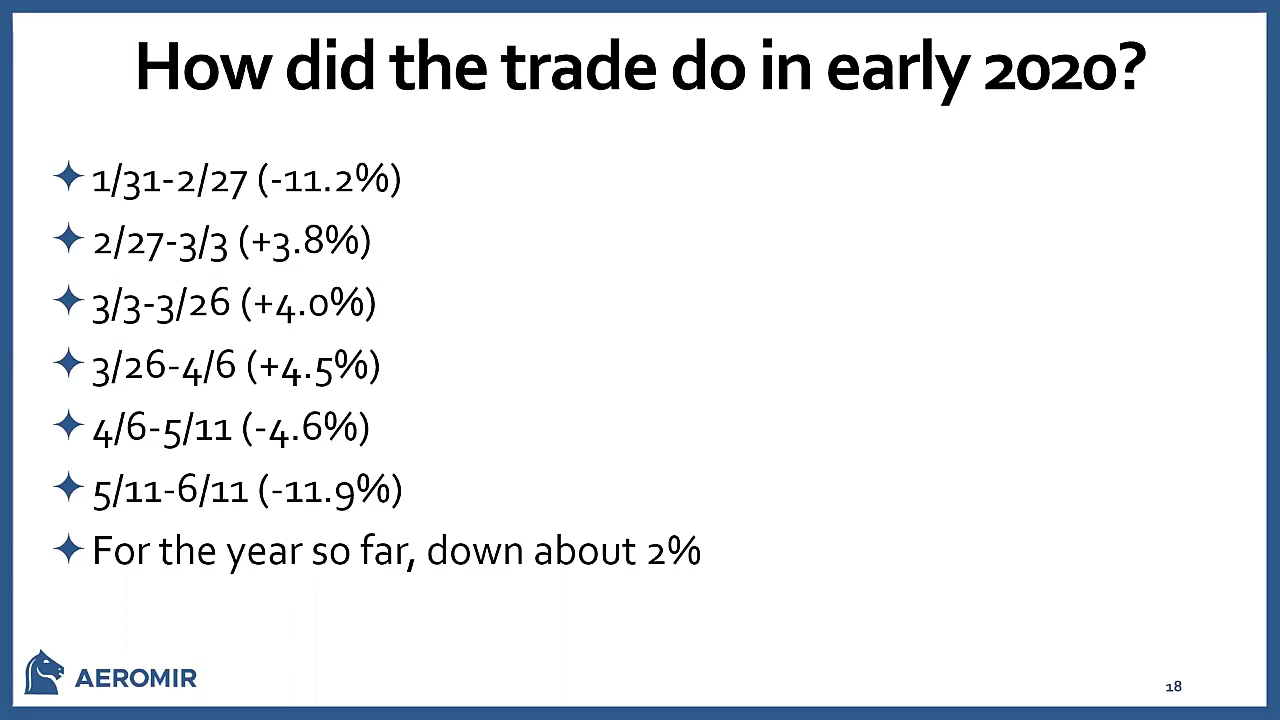 How did the trade do in early 2020?
1/31-2/27 (-11.2%)
2/27-3/3 (+3.8%)
3/3-3/26 (+4.0%)
3/26-4/6 (+4.5%)
4/6-5/11 (-4.6%)
5/11-6/11 (-11.9%)
For the year so far, down about 2%
AEROMIR
18